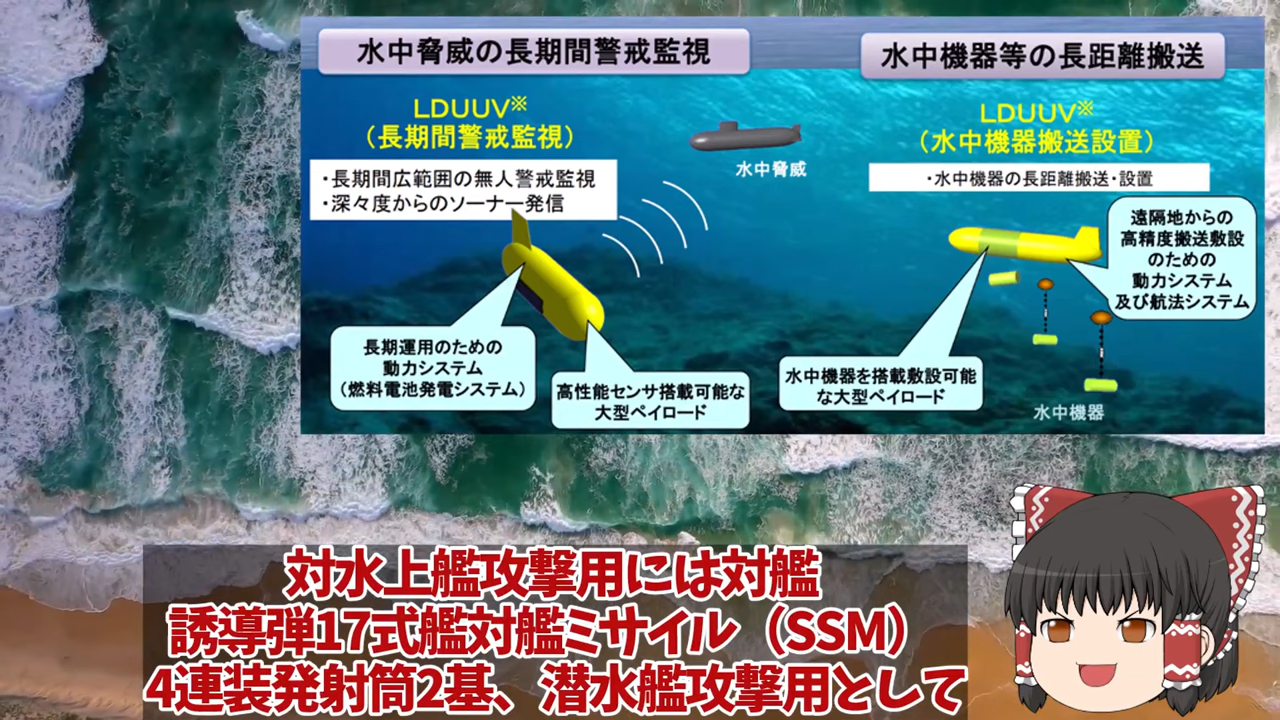 水中脅威の長期間警戒監視
LDUUV※
（長期間警戒監視）
・長期間広範囲の無人警戒監視
・深々度からのソーナー発信
水中脅威
長期運用のための
動力システム
（燃料電池発電システム）
高性能センサ搭載可能な
大型ペイロード
水中機器等の長距離搬送
LDUUV※
（水中機器搬送設置）
・水中機器の長距離搬送・設置
遠隔地からの
高精度搬送敷設
のための
動力システム
及び航法システム
水中機器を搭載敷設可能
な大型ペイロード
水中機器
対水上艦攻撃用には対艦
誘導弾17式艦対艦ミサイル（SSM）
4連装発射筒2基、潜水艦攻撃用として